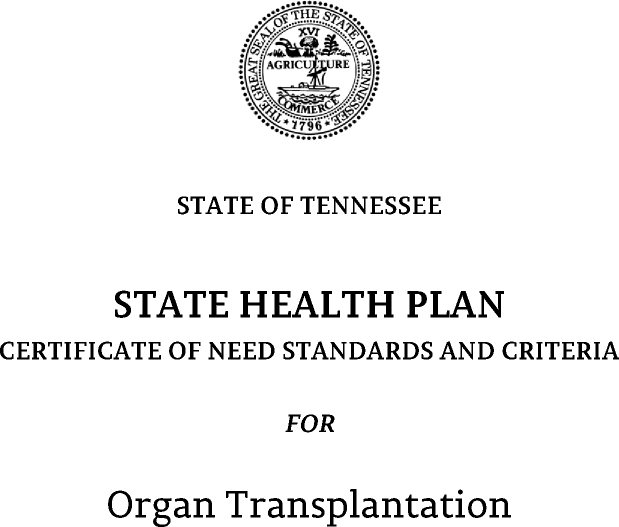 THE GREAT SEAL OF THE STATE OF TENNESSEE
XVI
AGRICULTURE
COMMERCE
1796
STATE OF TENNESSEE
STATE HEALTH PLAN
CERTIFICATE OF NEED STANDARDS AND CRITERIA
FOR
Organ Transplantation